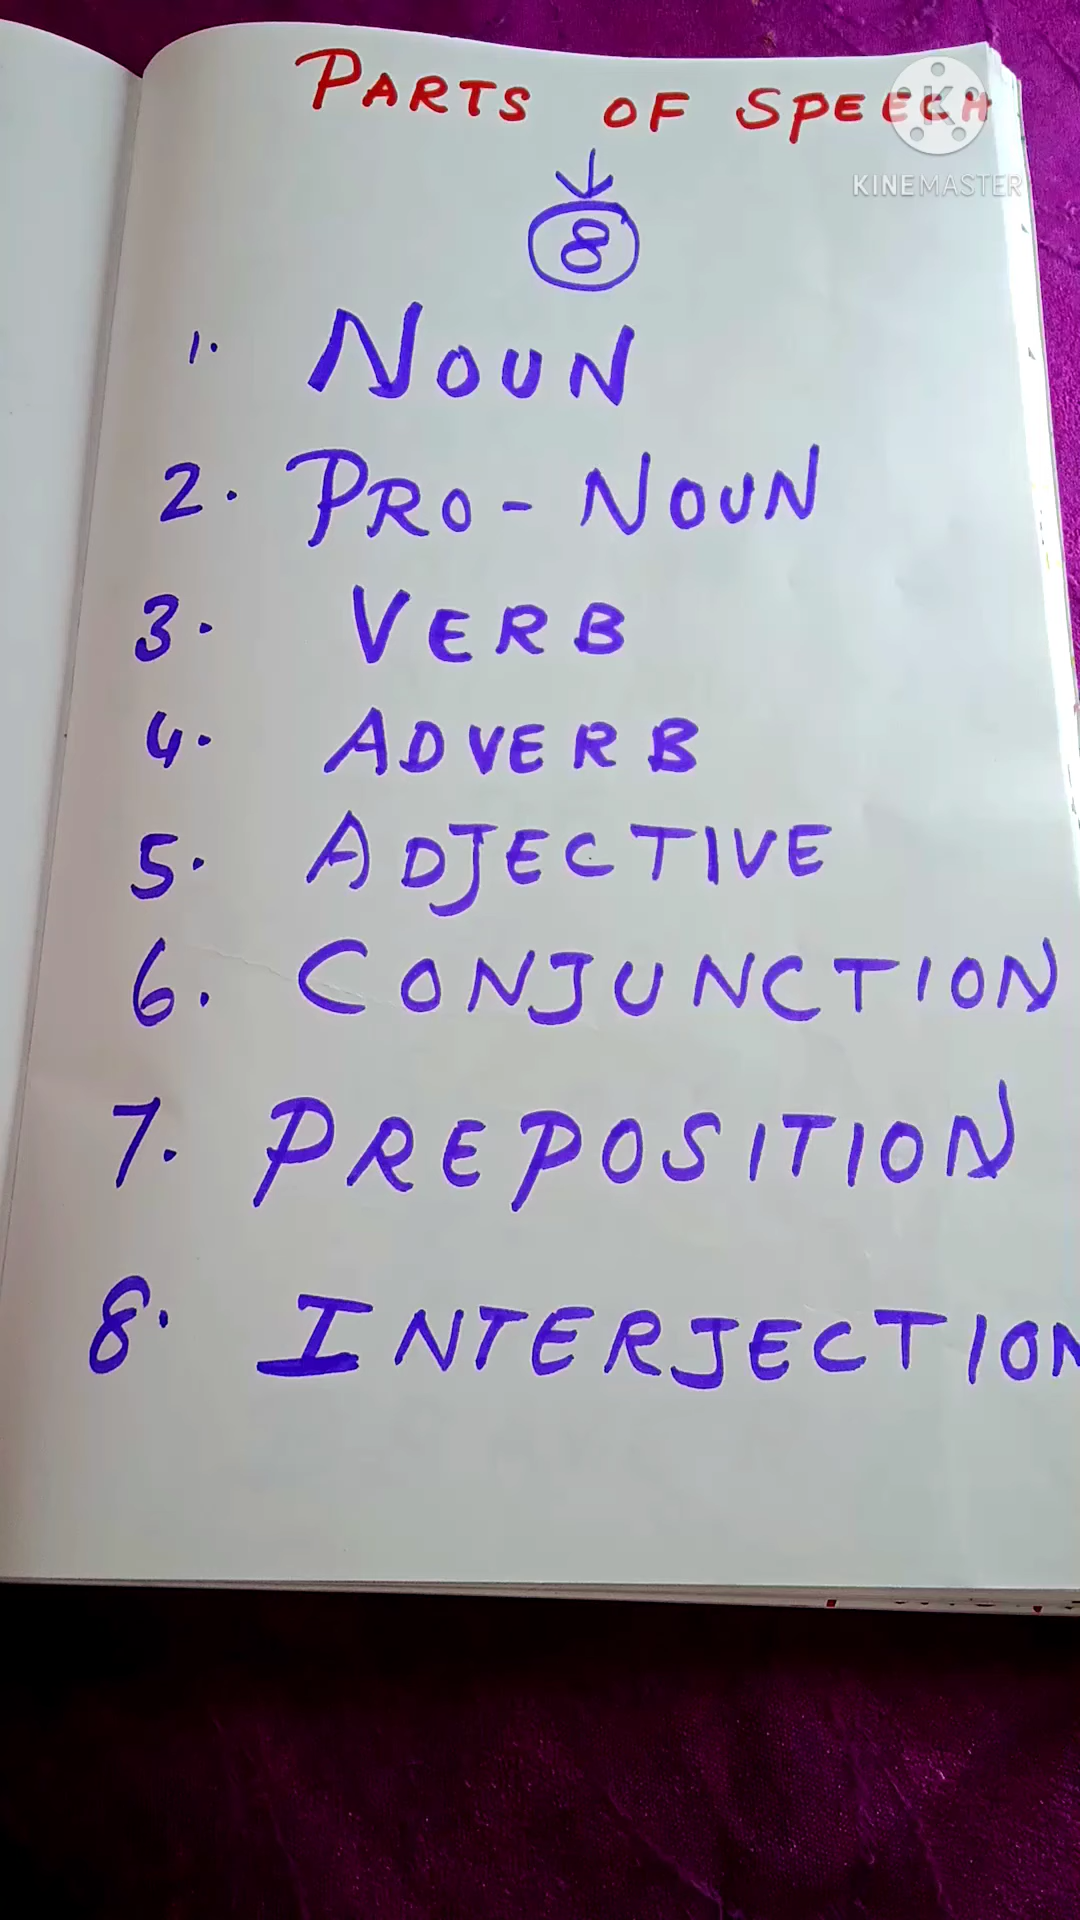 PARTS OF SPEECH
KINEMASTER
8
1. NOUN
2. PRO-NOUN
3. VERB
4. ADVERB
5. ADJECTIVE
6. CONJUNCTION
7. PREPOSITION
8. INTERJECTION